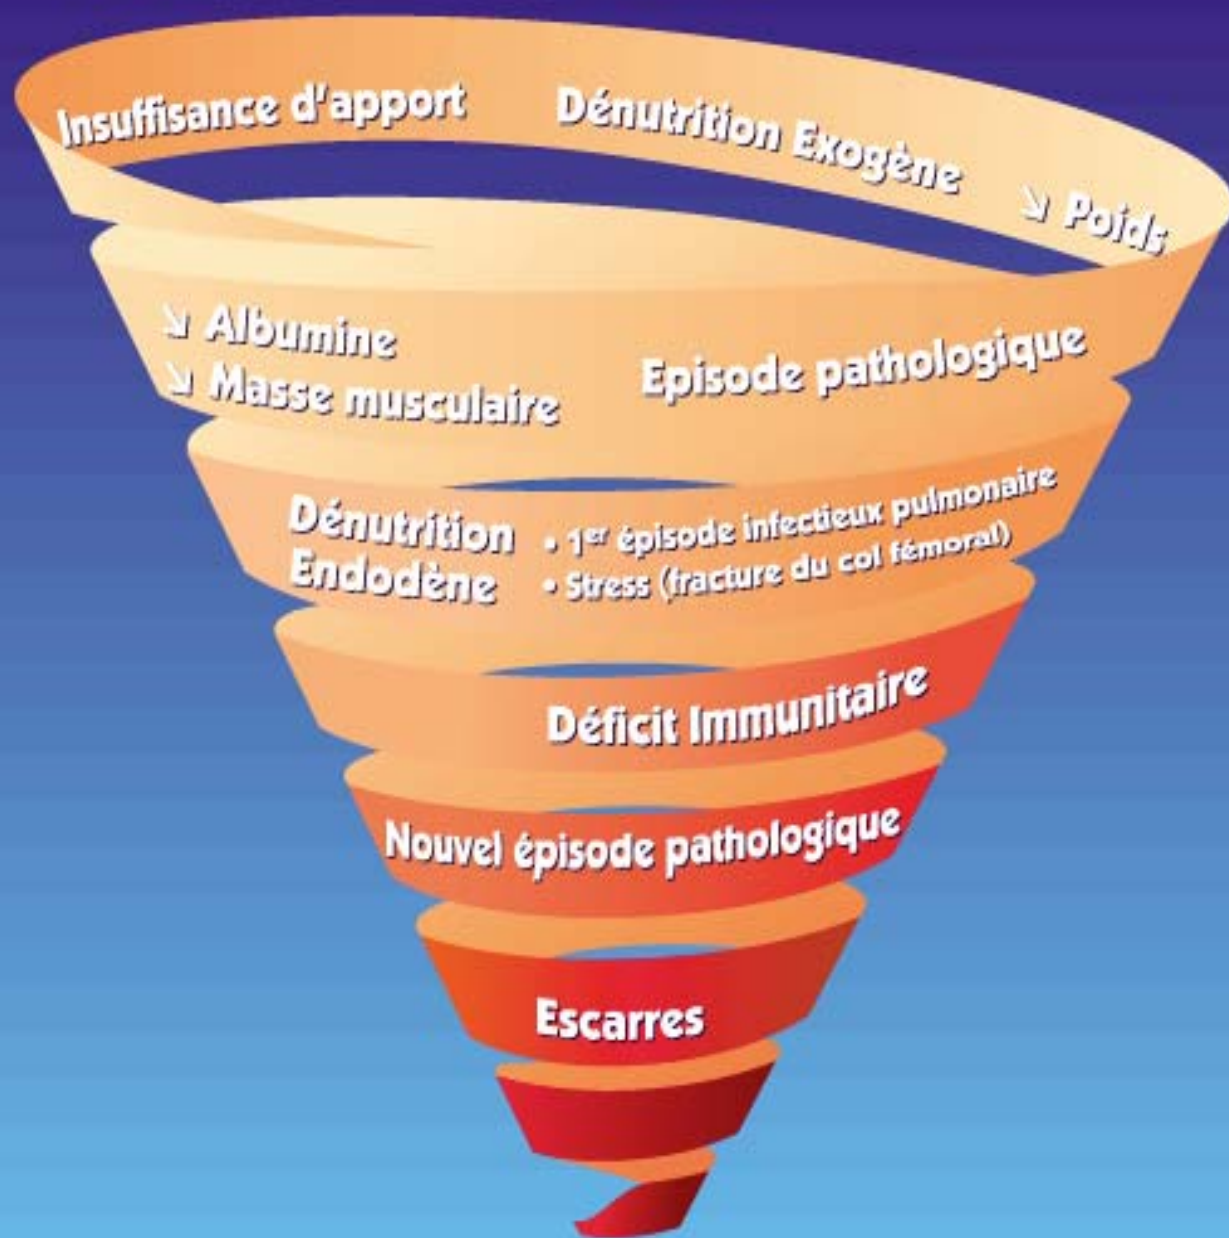 Insuffisance d'apport
Dénutrition Exogène
↘ Poids
Episode pathologique
↘ Albumine
↘ Masse musculaire
Dénutrition
Endodène
• 1er épisode infectieux pulmonaire
• Stress (fracture du col fémoral)
Déficit Immunitaire
Nouvel épisode pathologique
Escarres